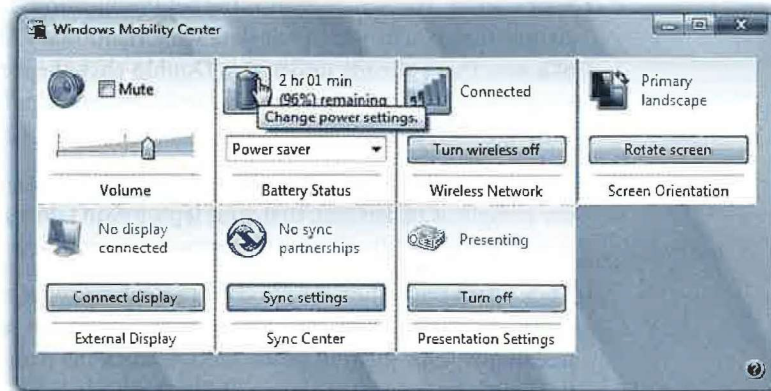 Windows Mobility Center
Mute
Volume
2 hr 01 min
(96%) remaining
Change power settings.
Power saver
Battery Status
Connected
Turn wireless off
Wireless Network
Primary
landscape
Rotate screen
Screen Orientation
No display
connected
Connect display
External Display
No sync
partnerships
Sync settings
Sync Center
Presenting
Turn off
Presentation Settings